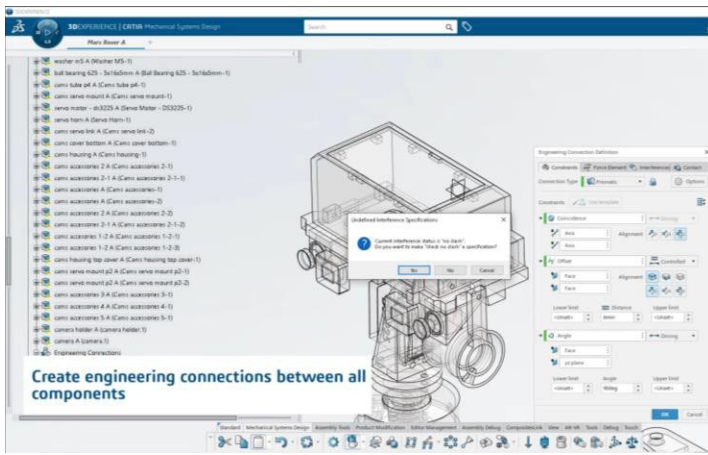 3DEXPERIENCE
3DEXPERIENCE | CATIA Mechanical Systems Design
Search
Mars Rover A
washer m5 A (Washer M5-1)
ball bearing 625 - 5x16x5mm A (Ball Bearing 625 - 5x16x5mm-1)
cams tube p4 A (Cams tube p4-1)
cams servo mount A (Cams servo mount-1)
servo motor - ds3225 A (Servo Motor - DS3225-1)
servo horn A (Servo Horn-1)
cams servo link A (Cams servo link-2)
cams cover bottom A (Cams cover bottom-1)
cams housing A (Cams housing-1)
cams accessories 2 A (Cams accessories 2-1)
cams accessories 2-1 A (Cams accessories 2-1-1)
cams accessories A (Cams accessories-1)
cams accessories A (Cams accessories-2)
cams accessories 2 A (Cams accessories 2-2)
cams accessories 2-1 A (Cams accessories 2-1-2)
cams accessories 1-2 A (Cams accessories 1-2-1)
cams accessories 1-2 A (Cams accessories 1-2-3)
cams housing top cover A (Cams housing top cover-1)
cams servo mount p2 A (Cams servo mount p2-1)
cams servo mount p2 A (Cams servo mount p2-2)
cams accessories 3 A (Cams accessories 3-1)
cams accessories 4 A (Cams accessories 4-1)
cams accessories 5 A (Cams accessories 5-1)
camera holder A (camera holder.1)
camera A (camera.1)
Engineering Connections
Undefined Interference Specifications
Current interference status is "no clash".
Do you want to make "check no clash" a specification?
Yes No Cancel
Engineering Connection Definition
Constraints Force Element Interferences Contact
Connection Type Prismatic Options
Constraints
Coincidence Driving
Axis Alignment
Axis
Offset Controlled
Face Alignment
Face
Lower limit Distance Upper limit
<Unset> 6mm <Unset>
Angle Driving
Face
yz plane
Lower limit Angle Upper limit
<Unset> 90deg <Unset>
OK Cancel
Create engineering connections between all
components
Standard Mechanical Systems Design Assembly Tools Product Modification Editor Management Assembly Debug CompositesLink View AR-VR Tools Debug Touch